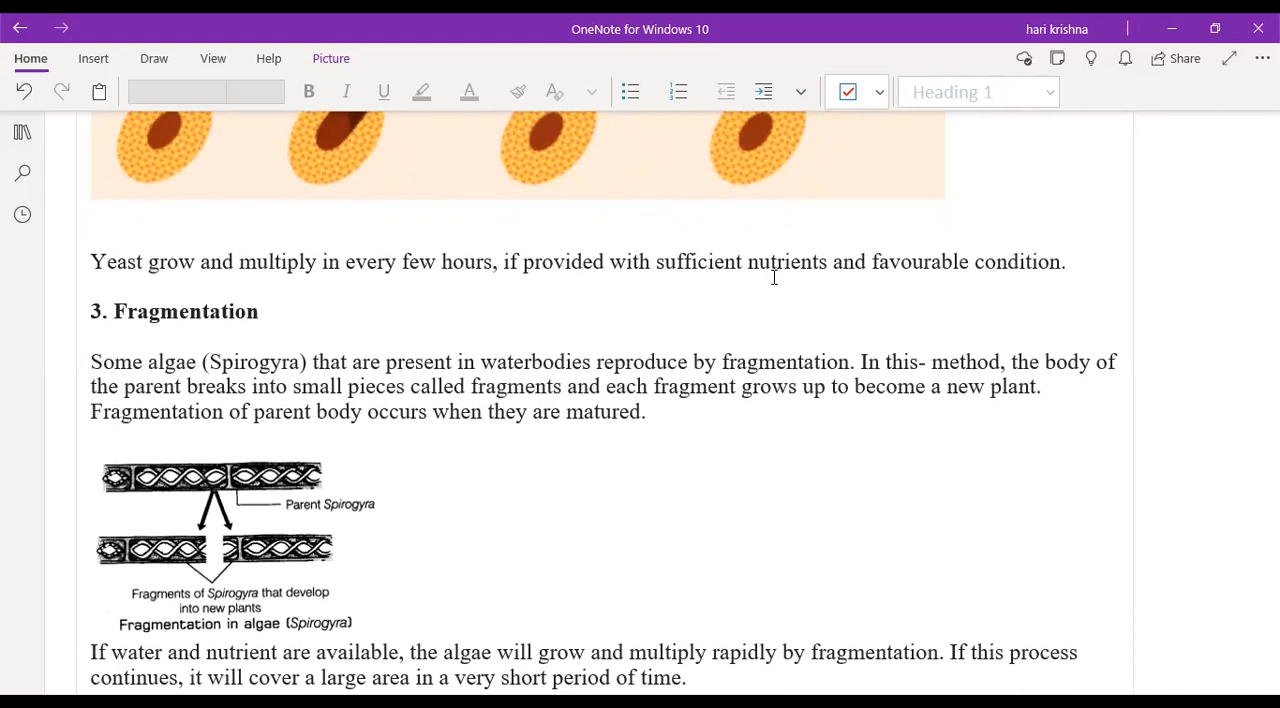 OneNote for Windows 10
hari krishna
Home
Insert
Draw
View
Help
Picture
Share
B
I
U
A
A
Heading 1
Yeast grow and multiply in every few hours, if provided with sufficient nutrients and favourable condition.
3. Fragmentation
Some algae (Spirogyra) that are present in waterbodies reproduce by fragmentation. In this- method, the body of
the parent breaks into small pieces called fragments and each fragment grows up to become a new plant.
Fragmentation of parent body occurs when they are matured.
Parent Spirogyra
Fragments of Spirogyra that develop
into new plants
Fragmentation in algae (Spirogyra)
If water and nutrient are available, the algae will grow and multiply rapidly by fragmentation. If this process
continues, it will cover a large area in a very short period of time.